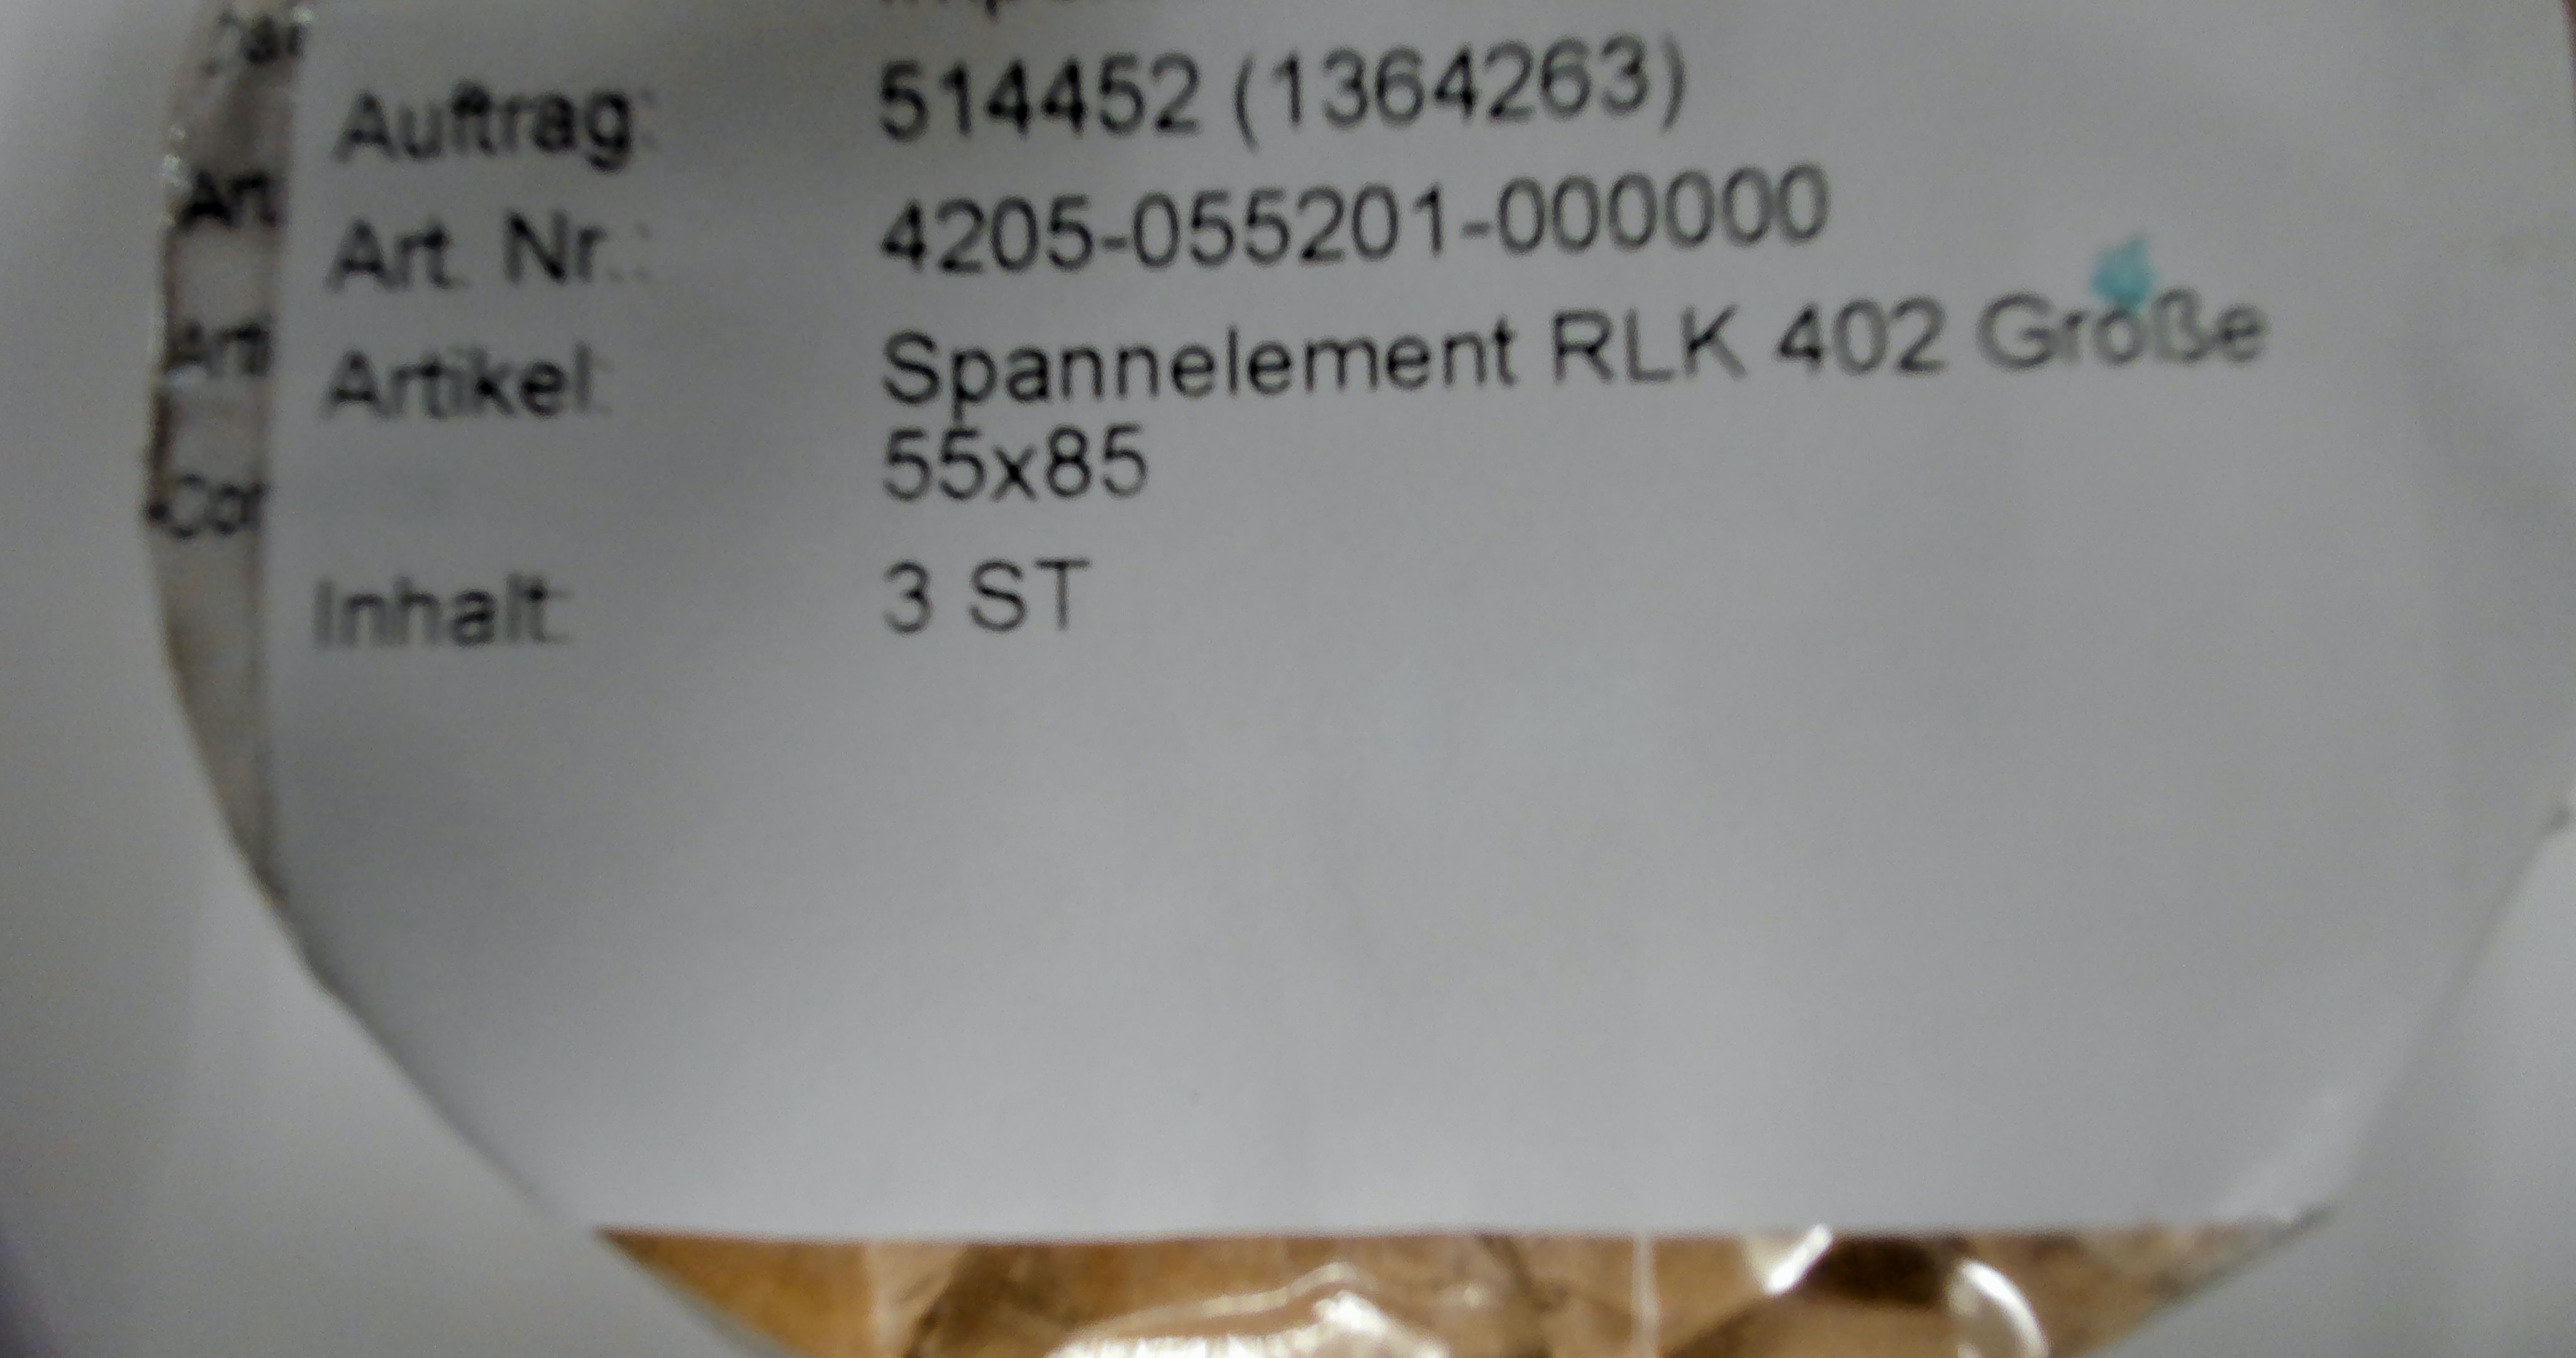 Auftrag: 514452 (1364263)
Art. Nr.: 4205-055201-000000
Artikel: Spannelement RLK 402 Größe
55x85
Inhalt: 3 ST